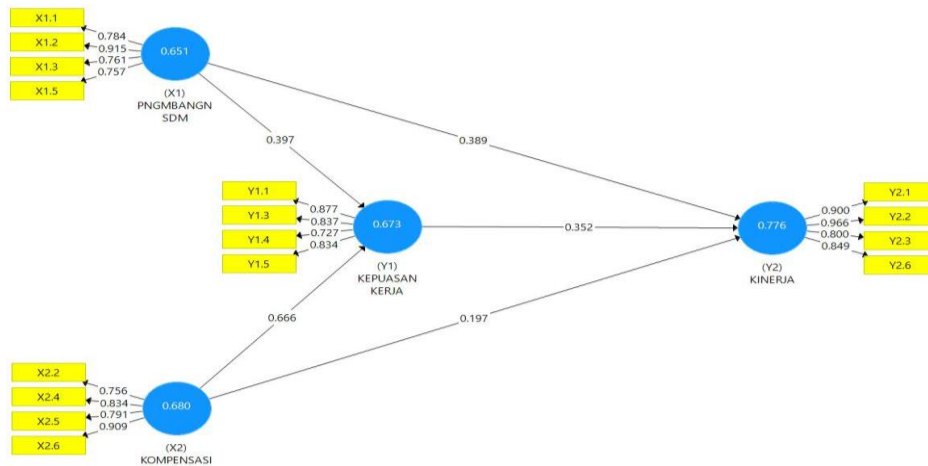 X1.1
X1.2
X1.3
X1.5
0.784
0.915
0.761
0.757
0.651
(X1)
PNGMBANGN
SDM
0.397
0.389
Y1.1
Y1.3
Y1.4
Y1.5
0.877
0.837
0.727
0.834
0.673
(Y1)
KEPUASAN
KERJA
0.352
0.776
(Y2)
KINERJA
0.900
0.966
0.800
0.849
Y2.1
Y2.2
Y2.3
Y2.6
0.666
0.197
X2.2
X2.4
X2.5
X2.6
0.756
0.834
0.791
0.909
0.680
(X2)
KOMPENSASI